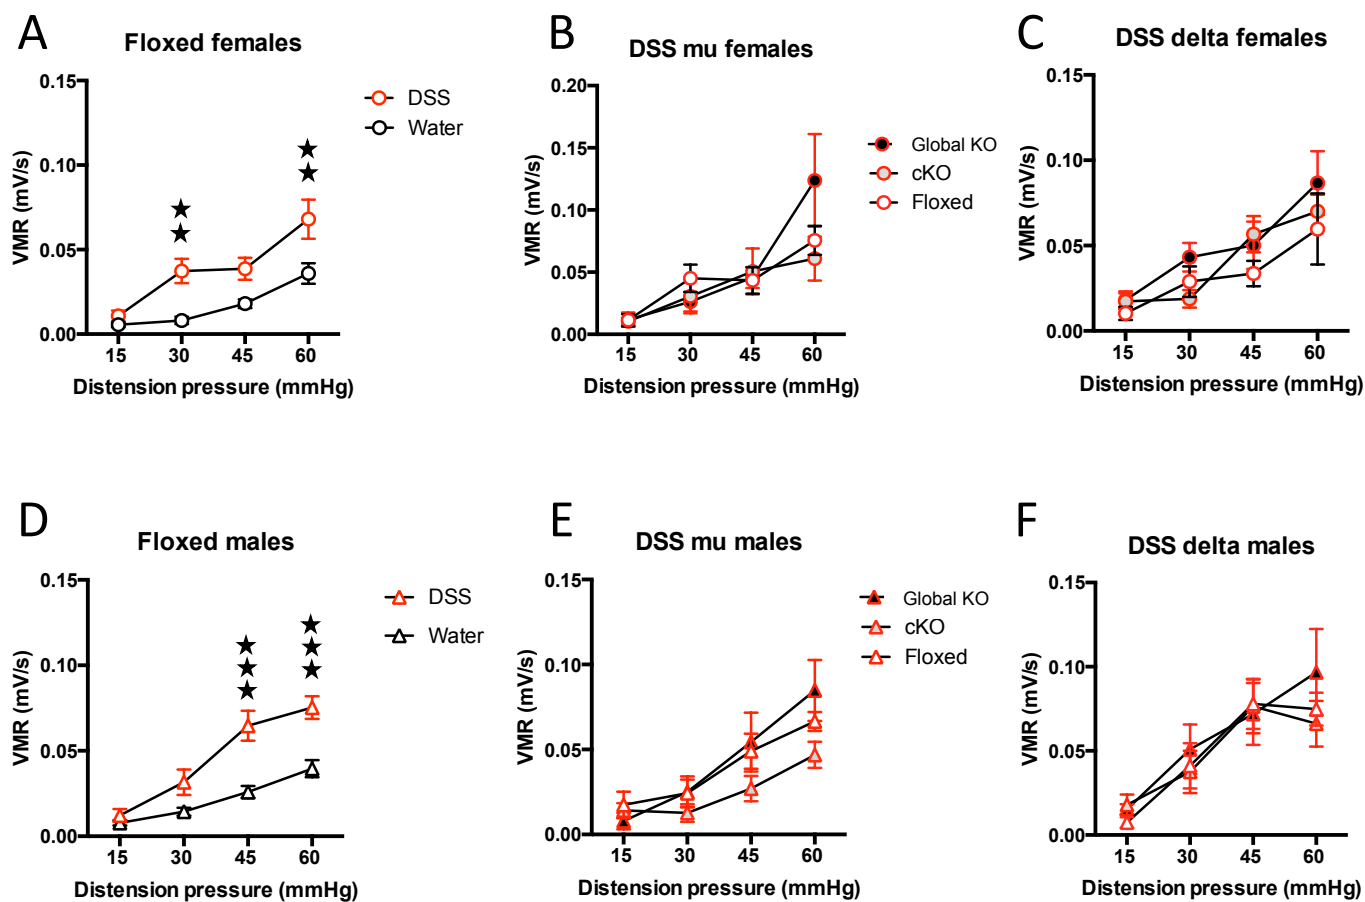 A
Floxed females
0.15
0.10
0.05
0.00
VMR (mV/s)
15 30 45 60
Distension pressure (mmHg)
DSS
Water
B
DSS mu females
0.20
0.15
0.10
0.05
0.00
VMR (mV/s)
15 30 45 60
Distension pressure (mmHg)
Global KO
cKO
Floxed
C
DSS delta females
0.15
0.10
0.05
0.00
VMR (mV/s)
15 30 45 60
Distension pressure (mmHg)
D
Floxed males
0.15
0.10
0.05
0.00
VMR (mV/s)
15 30 45 60
Distension pressure (mmHg)
DSS
Water
E
DSS mu males
0.15
0.10
0.05
0.00
VMR (mV/s)
15 30 45 60
Distension pressure (mmHg)
Global KO
cKO
Floxed
F
DSS delta males
0.15
0.10
0.05
0.00
VMR (mV/s)
15 30 45 60
Distension pressure (mmHg)